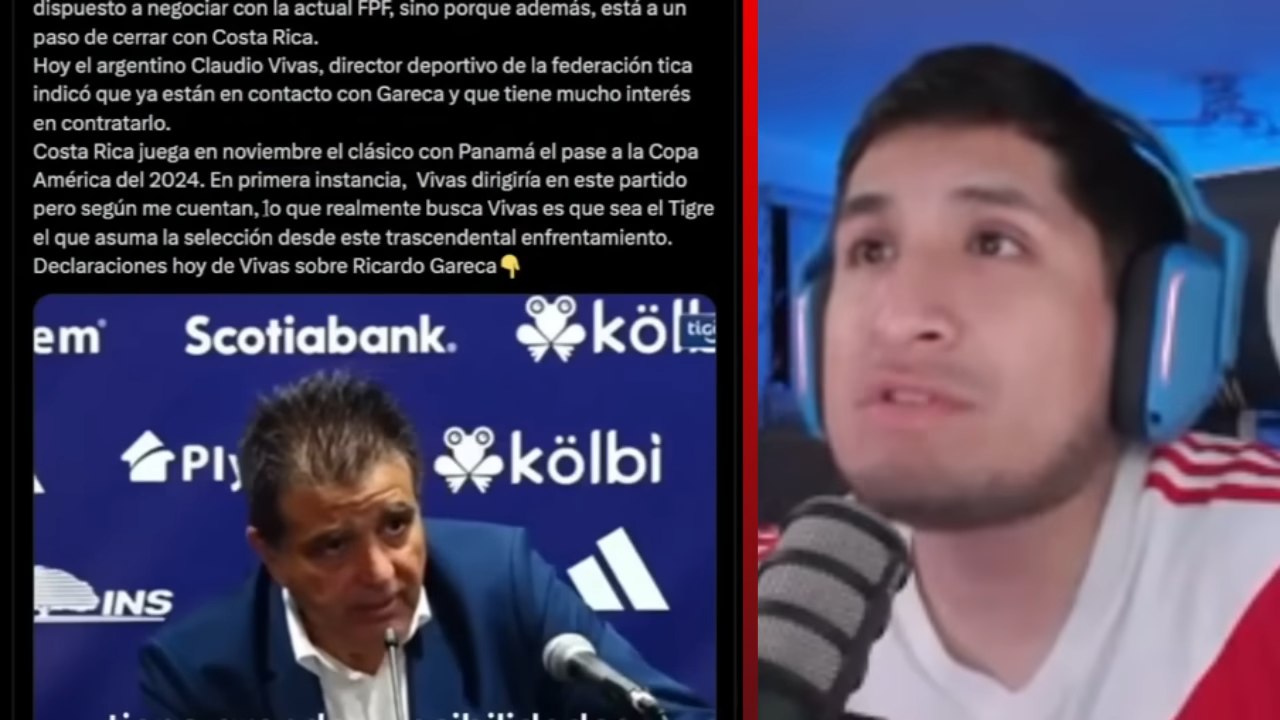 dispuesto a negociar con la actual FPF, sino porque además, está a un
paso de cerrar con Costa Rica.
Hoy el argentino Claudio Vivas, director deportivo de la federación tica
indicó que ya están en contacto con Gareca y que tiene mucho interés
en contratarlo.
Costa Rica juega en noviembre el clásico con Panamá el pase a la Copa
América del 2024. En primera instancia,  Vivas dirigiría en este partido
pero según me cuentan, lo que realmente busca Vivas es que sea el Tigre
el que asuma la selección desde este trascendental enfrentamiento.
Declaraciones hoy de Vivas sobre Ricardo Gareca👇
em
Scotiabank.
köl
tigo
Ply
kölbi
INS